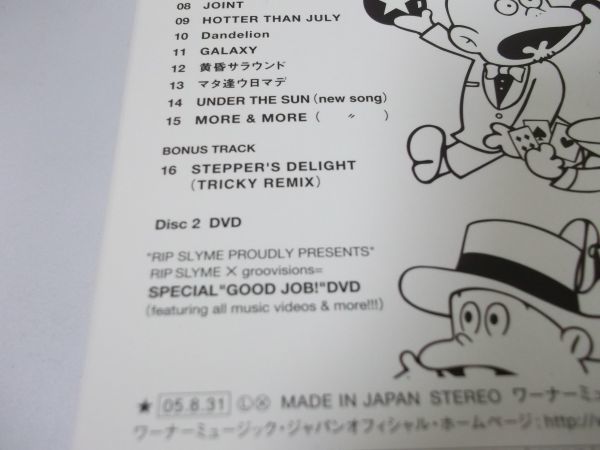 08 JOINT
09 HOTTER THAN JULY
10 Dandelion
11 GALAXY
12 黄昏サラウンド
13 マタ逢ウ日マデ
14 UNDER THE SUN (new song)
15 MORE & MORE ( 〃 )
BONUS TRACK
16 STEPPER'S DELIGHT
(TRICKY REMIX)
Disc 2 DVD
"RIP SLYME PROUDLY PRESENTS"
RIP SLYME × groovisions=
SPECIAL"GOOD JOB!"DVD
(featuring all music videos & more!!!)
★ 05.8.31 Ⓛ Ⓧ MADE IN JAPAN STEREO ワーナーミュ
ワーナーミュージック・ジャパンオフィシャル・ホームページ:http://w